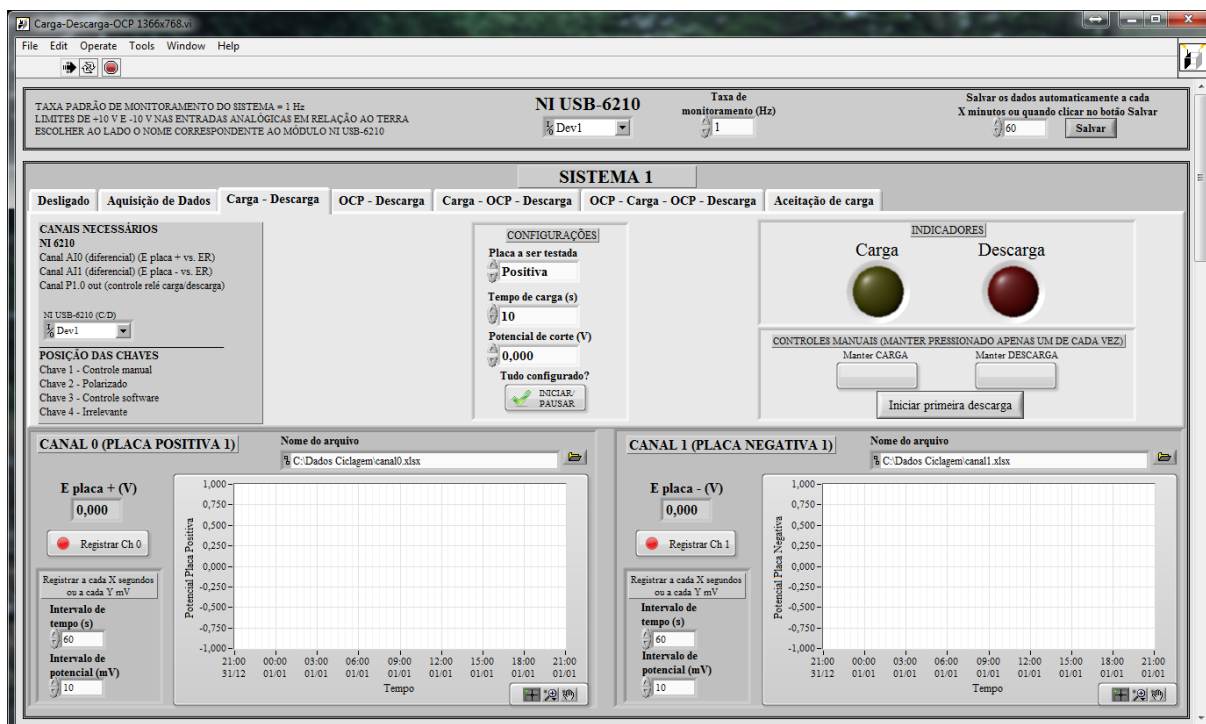 Carga-Descarga-OCP 1366x768.vi
File Edit Operate Tools Window Help
TAXA PADRÃO DE MONITORAMENTO DO SISTEMA = 1 Hz
LIMITES DE +10 V E -10 V NAS ENTRADAS ANALÓGICAS EM RELAÇÃO AO TERRA
ESCOLHER AO LADO O NOME CORRESPONDENTE AO MÓDULO NI USB-6210
NI USB-6210
Dev1
Taxa de
monitoramento (Hz)
1
Salvar os dados automaticamente a cada
X minutos ou quando clicar no botão Salvar
60 Salvar
SISTEMA 1
Desligado Aquisição de Dados Carga - Descarga OCP - Descarga Carga - OCP - Descarga OCP - Carga - OCP - Descarga Aceitação de carga
CANAIS NECESSÁRIOS
NI 6210
Canal AI0 (diferencial) (E placa + vs. ER)
Canal AI1 (diferencial) (E placa - vs. ER)
Canal P1.0 out (controle relé carga/descarga)
NI USB-6210 (C/D)
Dev1
POSIÇÃO DAS CHAVES
Chave 1 - Controle manual
Chave 2 - Polarizado
Chave 3 - Controle software
Chave 4 - Irrelevante
CONFIGURAÇÕES
Placa a ser testada
Positiva
Tempo de carga (s)
10
Potencial de corte (V)
0,000
Tudo configurado?
INICIAR/
PAUSAR
INDICADORES
Carga Descarga
CONTROLES MANUAIS (MANTER PRESSIONADO APENAS UM DE CADA VEZ)
Manter CARGA Manter DESCARGA
Iniciar primeira descarga
CANAL 0 (PLACA POSITIVA 1)
Nome do arquivo
C:\Dados Ciclagem\canal0.xlsx
E placa + (V)
0,000
Registrar Ch 0
Registrar a cada X segundos
ou a cada Y mV
Intervalo de
tempo (s)
60
Intervalo de
potencial (mV)
10
Potencial Placa Positiva
1,000
0,750
0,500
0,250
0,000
-0,250
-0,500
-0,750
-1,000
21:00 00:00 03:00 06:00 09:00 12:00 15:00 18:00 21:00
31/12 01/01 01/01 01/01 01/01 01/01 01/01 01/01 01/01
Tempo
CANAL 1 (PLACA NEGATIVA 1)
Nome do arquivo
C:\Dados Ciclagem\canal1.xlsx
E placa - (V)
0,000
Registrar Ch 1
Registrar a cada X segundos
ou a cada Y mV
Intervalo de
tempo (s)
60
Intervalo de
potencial (mV)
10
Potencial Placa Negativa
1,000
0,750
0,500
0,250
0,000
-0,250
-0,500
-0,750
-1,000
21:00 00:00 03:00 06:00 09:00 12:00 15:00 18:00 21:00
31/12 01/01 01/01 01/01 01/01 01/01 01/01 01/01 01/01
Tempo